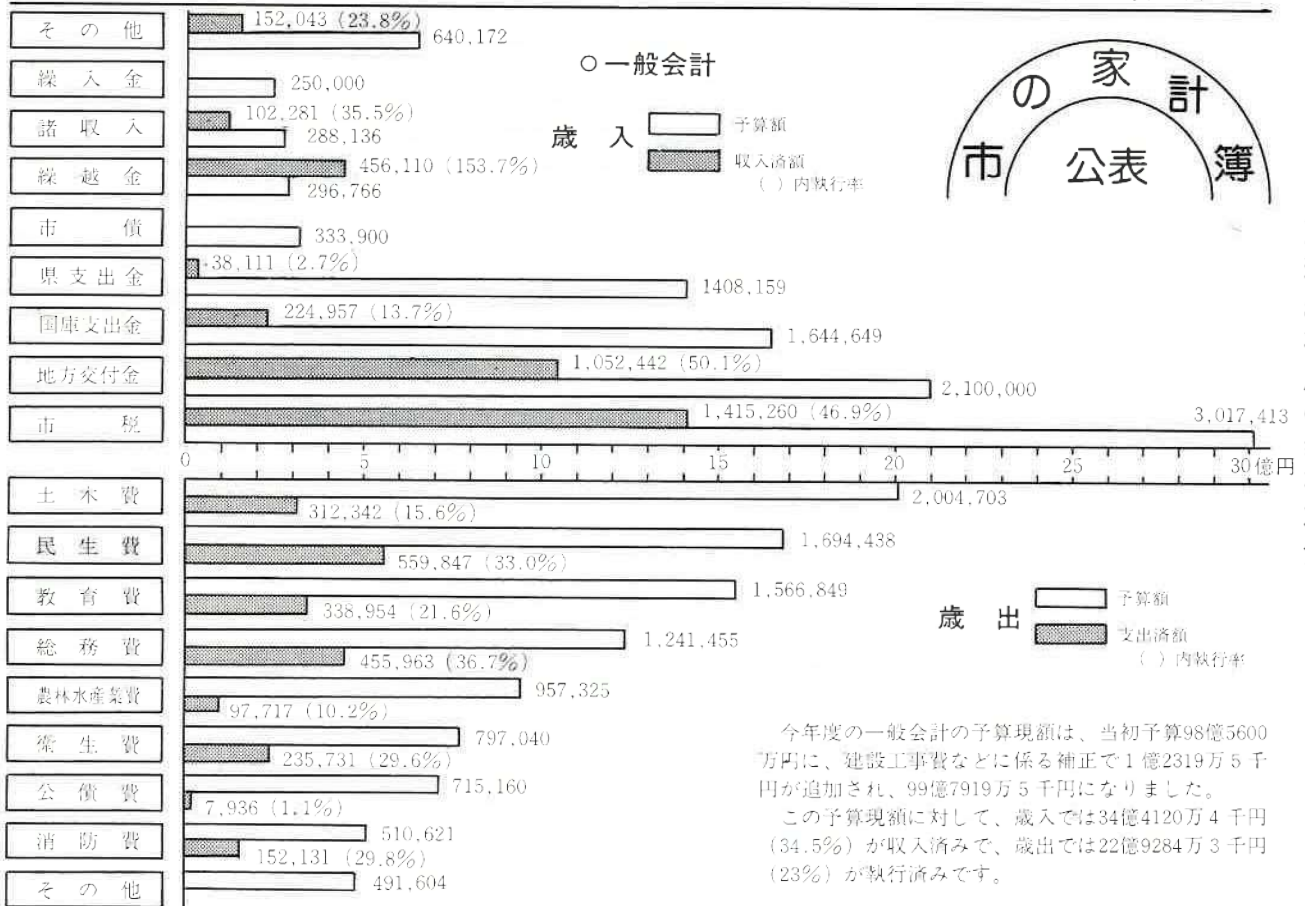 市の家計簿
公表
○一般会計
歳入
予算額
収入済額
( ) 内執行率
その他
152,043 (23.8%)
640,172
繰入金
250,000
諸収入
102,281 (35.5%)
288,136
繰越金
456,110 (153.7%)
296,766
市債
333,900
県支出金
38,111 (2.7%)
1408,159
国庫支出金
224,957 (13.7%)
1,644,649
地方交付金
1,052,442 (50.1%)
2,100,000
市税
1,415,260 (46.9%)
3,017,413
0 5 10 15 20 25 30億円
土木費
2,004,703
312,342 (15.6%)
民生費
1,694,438
559,847 (33.0%)
教育費
1,566,849
338,954 (21.6%)
総務費
1,241,455
455,963 (36.7%)
農林水産業費
957,325
97,717 (10.2%)
衛生費
797,040
235,731 (29.6%)
公債費
715,160
7,936 (1.1%)
消防費
510,621
152,131 (29.8%)
その他
491,604
歳出
予算額
支出済額
( ) 内執行率
今年度の一般会計の予算現額は、当初予算98億5600
万円に、建設工事費などに係る補正で1億2319万5千
円が追加され、99億7919万5千円になりました。
この予算現額に対して、歳入では34億4120万4千円
(34.5%) が収入済みで、歳出では22億9284万3千円
(23%) が執行済みです。